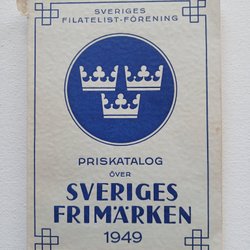 SVERIGES
FILATELIST-FÖRENING
PRISKATALOG
ÖVER
SVERIGES
FRIMÄRKEN
1949